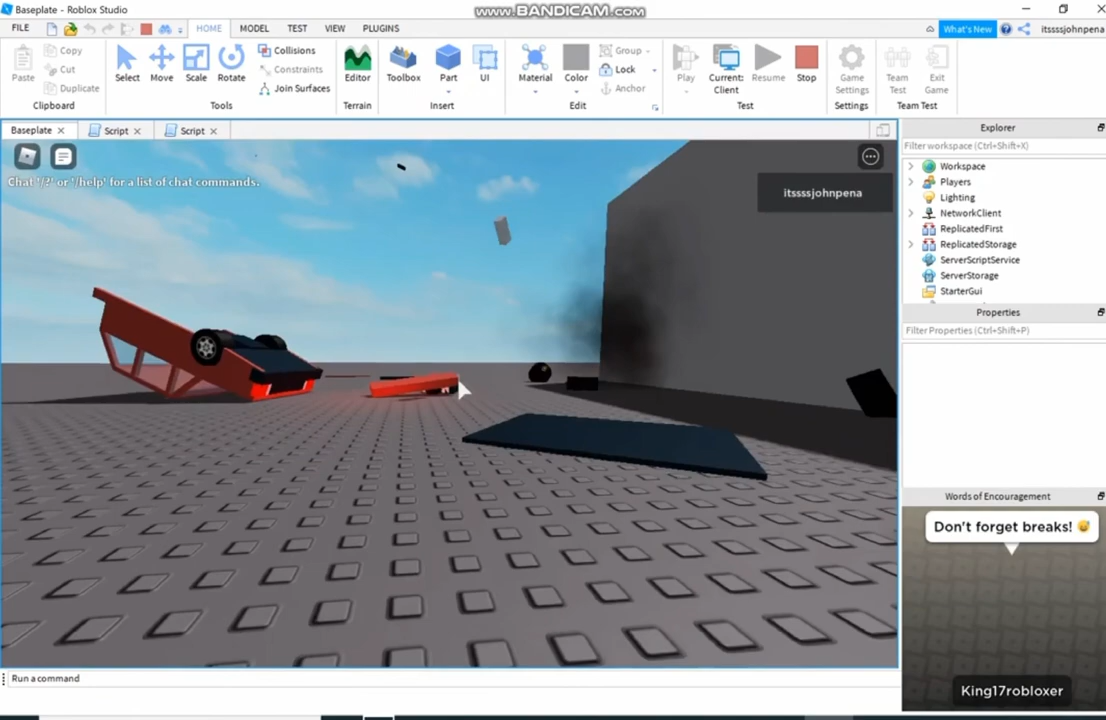 Baseplate - Roblox Studio
www.BANDICAM.com
FILE
HOME
MODEL
TEST
VIEW
PLUGINS
What's New
itssssjohnpena
Paste
Copy
Cut
Duplicate
Clipboard
Select
Move
Scale
Rotate
Collisions
Constraints
Join Surfaces
Tools
Editor
Terrain
Toolbox
Part
UI
Insert
Material
Color
Group
Lock
Anchor
Edit
Play
Current:
Client
Resume
Stop
Test
Game
Settings
Settings
Team
Test
Exit
Game
Team Test
Baseplate
Script
Script
Chat '/?' or '/help' for a list of chat commands.
itssssjohnpena
Explorer
Filter workspace (Ctrl+Shift+X)
Workspace
Players
Lighting
NetworkClient
ReplicatedFirst
ReplicatedStorage
ServerScriptService
ServerStorage
StarterGui
Properties
Filter Properties (Ctrl+Shift+P)
Words of Encouragement
Don't forget breaks! 😅
King17robloxer
Run a command